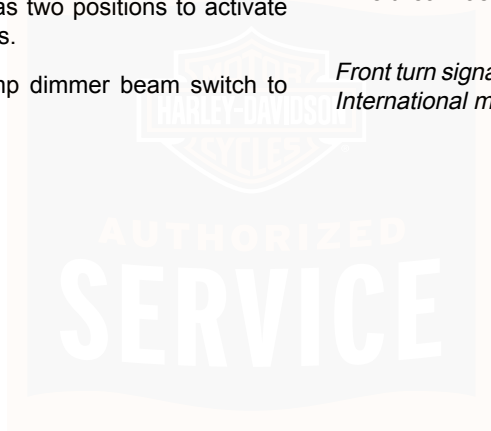 as two positions to activate
s.
mp dimmer beam switch to
Front turn signa
International m
MOTOR
HARLEY-DAVIDSON
CYCLES
AUTHORIZED
SERVICE